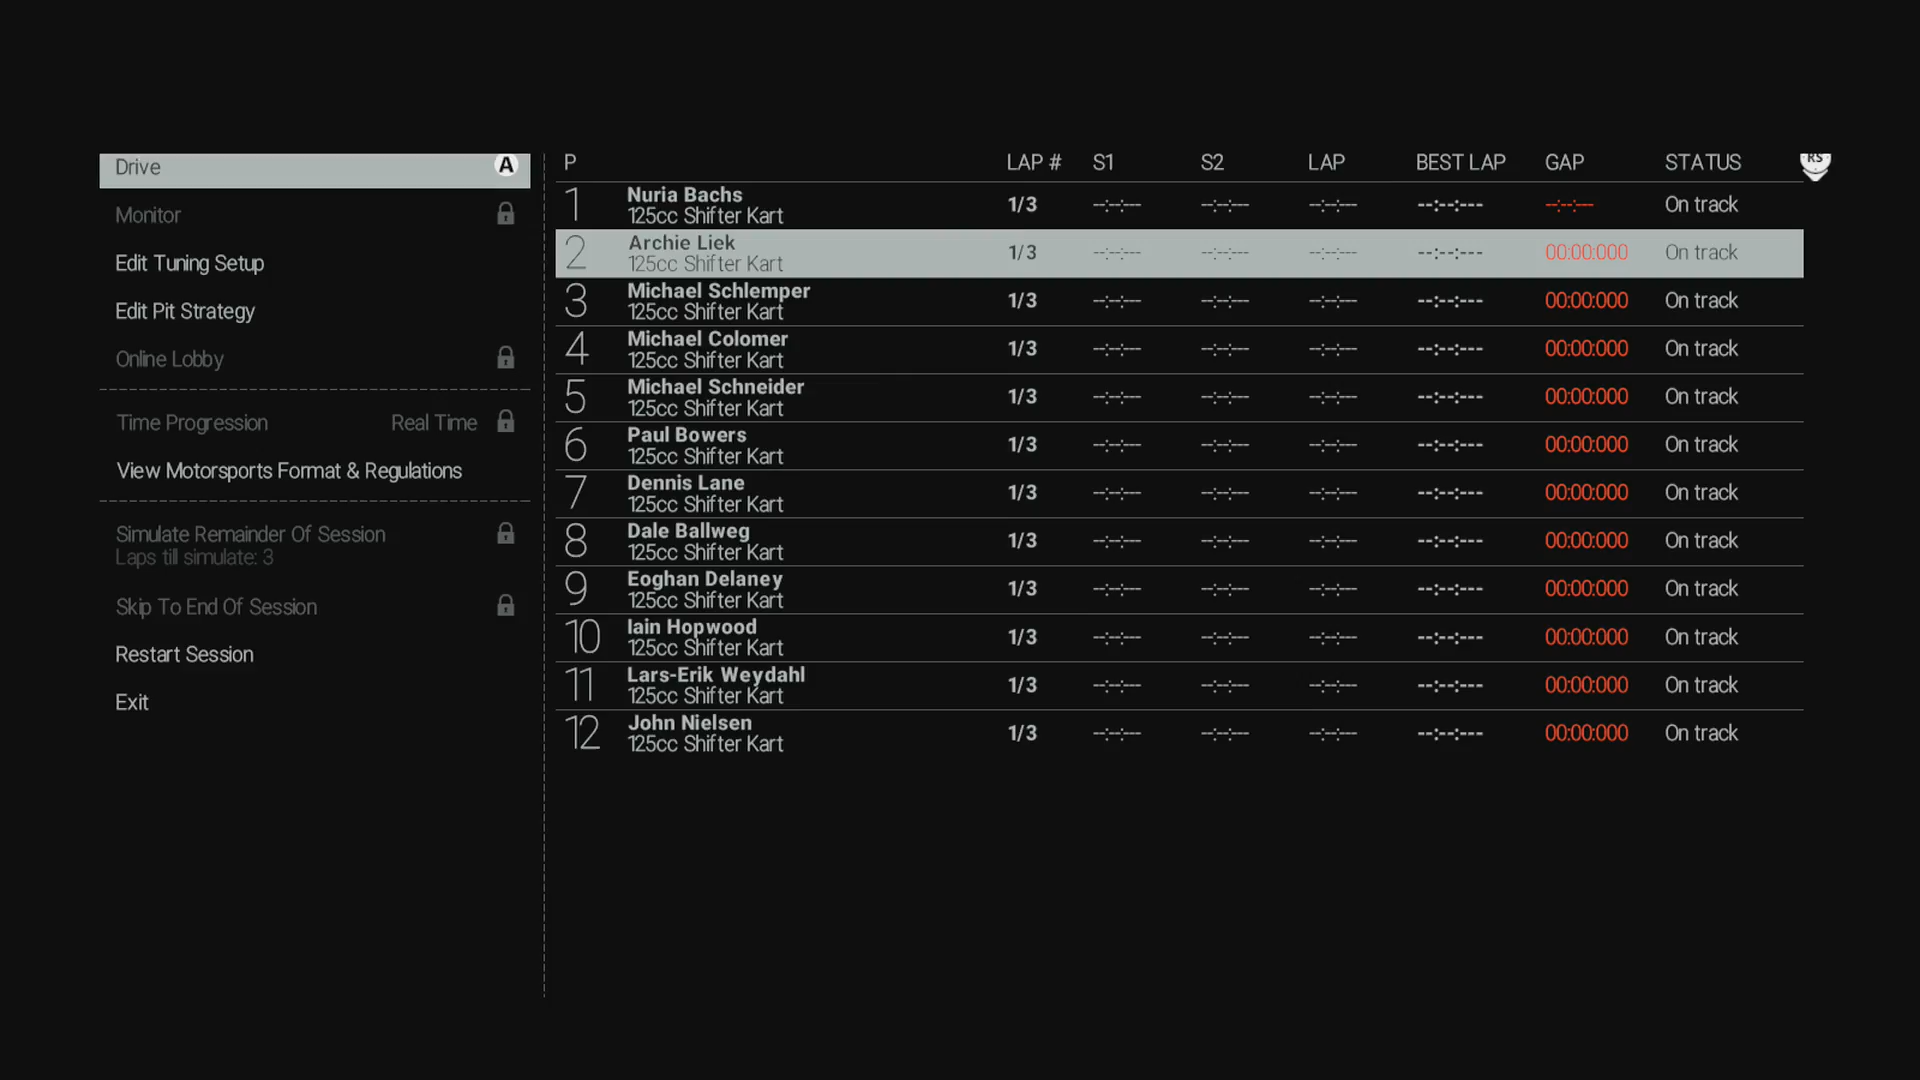 Drive A
Monitor
Edit Tuning Setup
Edit Pit Strategy
Online Lobby
Time Progression Real Time
View Motorsports Format & Regulations
Simulate Remainder Of Session
Laps till simulate: 3
Skip To End Of Session
Restart Session
Exit
P LAP # S1 S2 LAP BEST LAP GAP STATUS RS
1 Nuria Bachs 1/3 --:--:--- --:--:--- --:--:--- --:--:--- --:--:--- On track
125cc Shifter Kart
2 Archie Liek 1/3 --:--:--- --:--:--- --:--:--- --:--:--- 00:00:000 On track
125cc Shifter Kart
3 Michael Schlemper 1/3 --:--:--- --:--:--- --:--:--- --:--:--- 00:00:000 On track
125cc Shifter Kart
4 Michael Colomer 1/3 --:--:--- --:--:--- --:--:--- --:--:--- 00:00:000 On track
125cc Shifter Kart
5 Michael Schneider 1/3 --:--:--- --:--:--- --:--:--- --:--:--- 00:00:000 On track
125cc Shifter Kart
6 Paul Bowers 1/3 --:--:--- --:--:--- --:--:--- --:--:--- 00:00:000 On track
125cc Shifter Kart
7 Dennis Lane 1/3 --:--:--- --:--:--- --:--:--- --:--:--- 00:00:000 On track
125cc Shifter Kart
8 Dale Ballweg 1/3 --:--:--- --:--:--- --:--:--- --:--:--- 00:00:000 On track
125cc Shifter Kart
9 Eoghan Delaney 1/3 --:--:--- --:--:--- --:--:--- --:--:--- 00:00:000 On track
125cc Shifter Kart
10 Iain Hopwood 1/3 --:--:--- --:--:--- --:--:--- --:--:--- 00:00:000 On track
125cc Shifter Kart
11 Lars-Erik Weydahl 1/3 --:--:--- --:--:--- --:--:--- --:--:--- 00:00:000 On track
125cc Shifter Kart
12 John Nielsen 1/3 --:--:--- --:--:--- --:--:--- --:--:--- 00:00:000 On track
125cc Shifter Kart